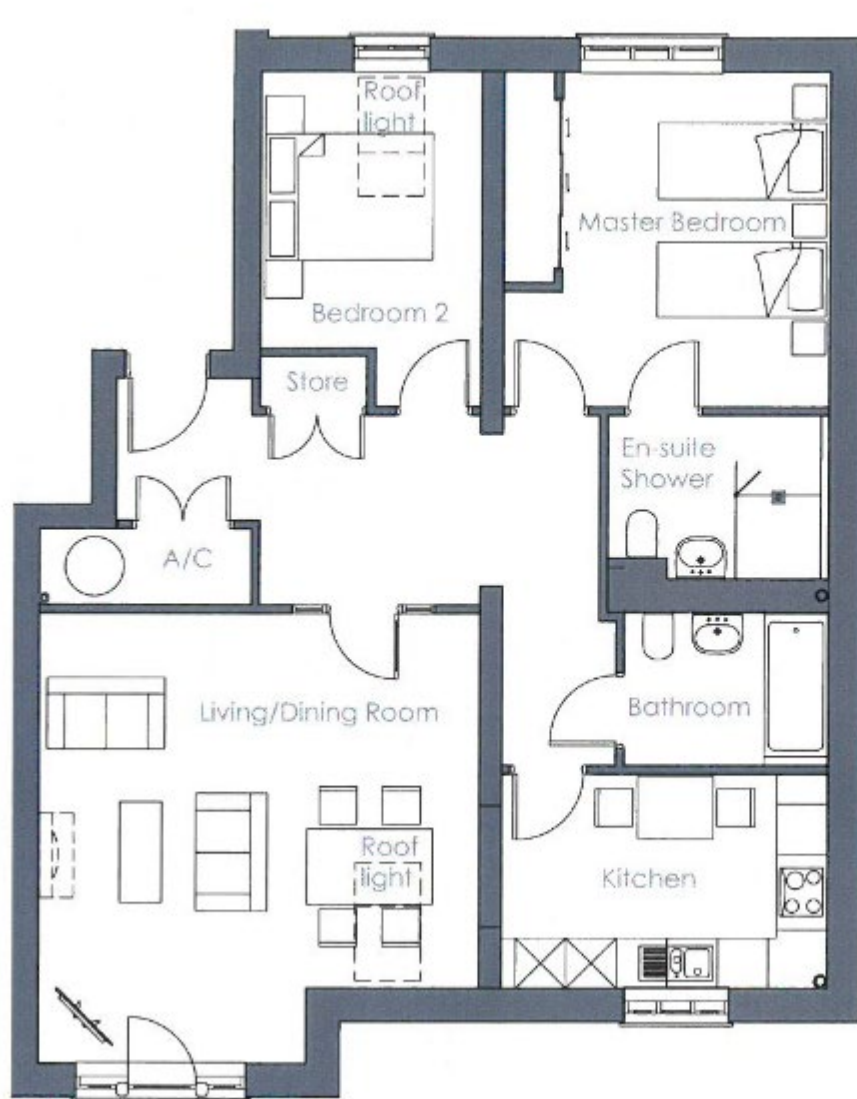 Roof
light
Master Bedroom
Bedroom 2
Store
En-suite
Shower
A/C
Living/Dining Room
Bathroom
Roof
light
Kitchen